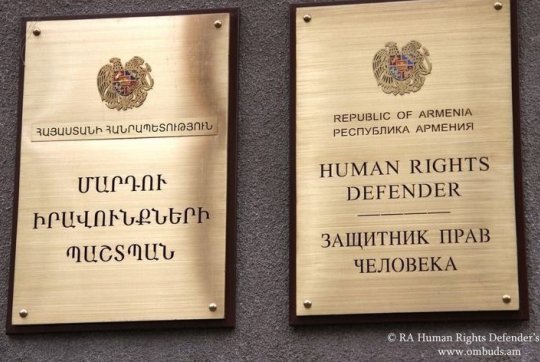 ՀԱՅԱՍՏԱՆԻ ՀԱՆՐԱՊԵՏՈՒԹՅՈՒՆ
ՄԱՐԴՈՒ
ԻՐԱՎՈՒՆՔՆԵՐԻ
ՊԱՇՏՊԱՆ
REPUBLIC OF ARMENIA
РЕСПУБЛИКА АРМЕНИЯ
HUMAN RIGHTS
DEFENDER
ЗАЩИТНИК ПРАВ
ЧЕЛОВЕКА
© RA Human Rights Defender's
www.ombuds.am